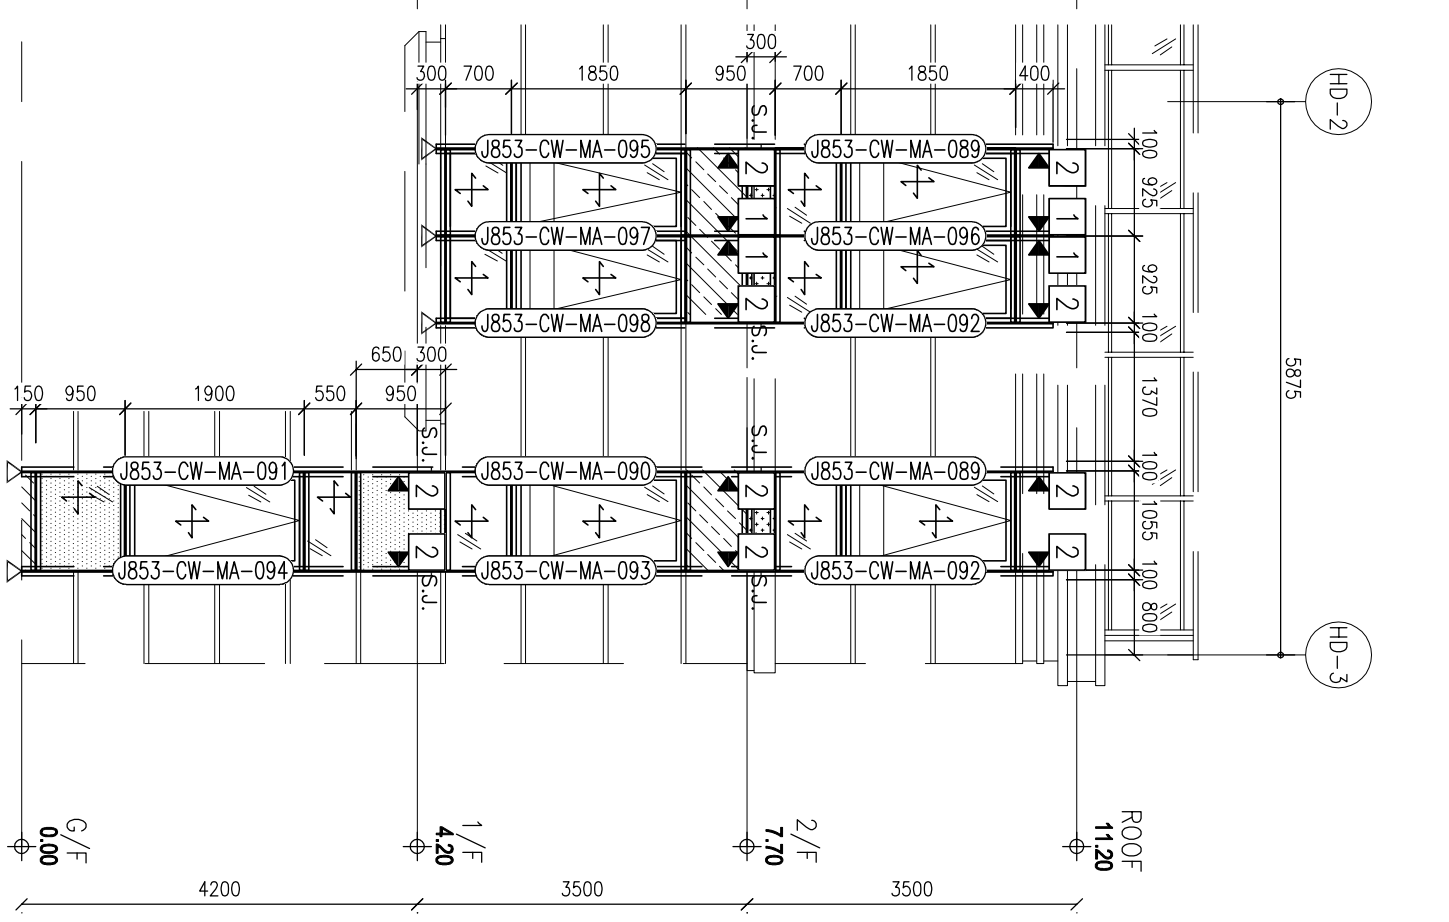 300
300
700
1850
950
700
1850
400
HD-2
S.J.
100
J853-CW-MA-095
2
J853-CW-MA-089
2
925
1
1
J853-CW-MA-097
J853-CW-MA-096
1
1
925
2
2
J853-CW-MA-098
J853-CW-MA-092
100
S.J.
650
300
5875
150
950
1900
550
950
1370
S.J.
S.J.
J853-CW-MA-091
J853-CW-MA-090
J853-CW-MA-089
100
2
2
2
1055
2
2
2
J853-CW-MA-094
J853-CW-MA-093
J853-CW-MA-092
100
S.J.
S.J.
800
HD-3
G/F
0.00
1/F
4.20
2/F
7.70
ROOF
11.20
4200
3500
3500